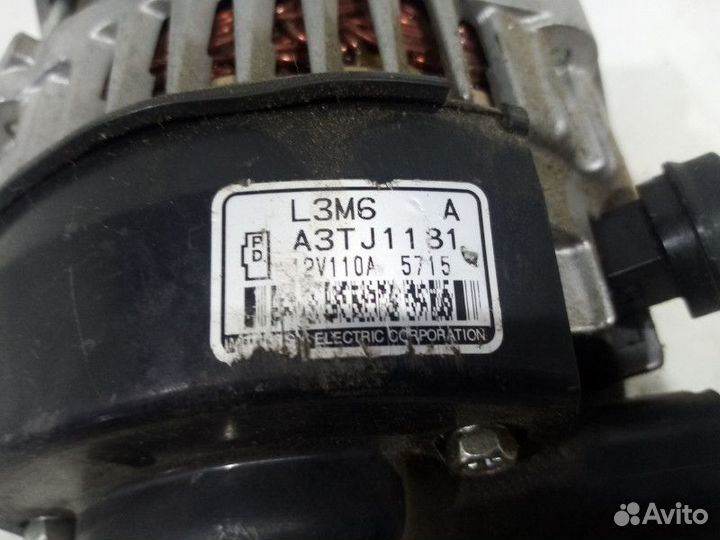 L3M6 A
P
D
A3TJ1181
12V110A 5715
ELECTRIC CORPORATION
Avito